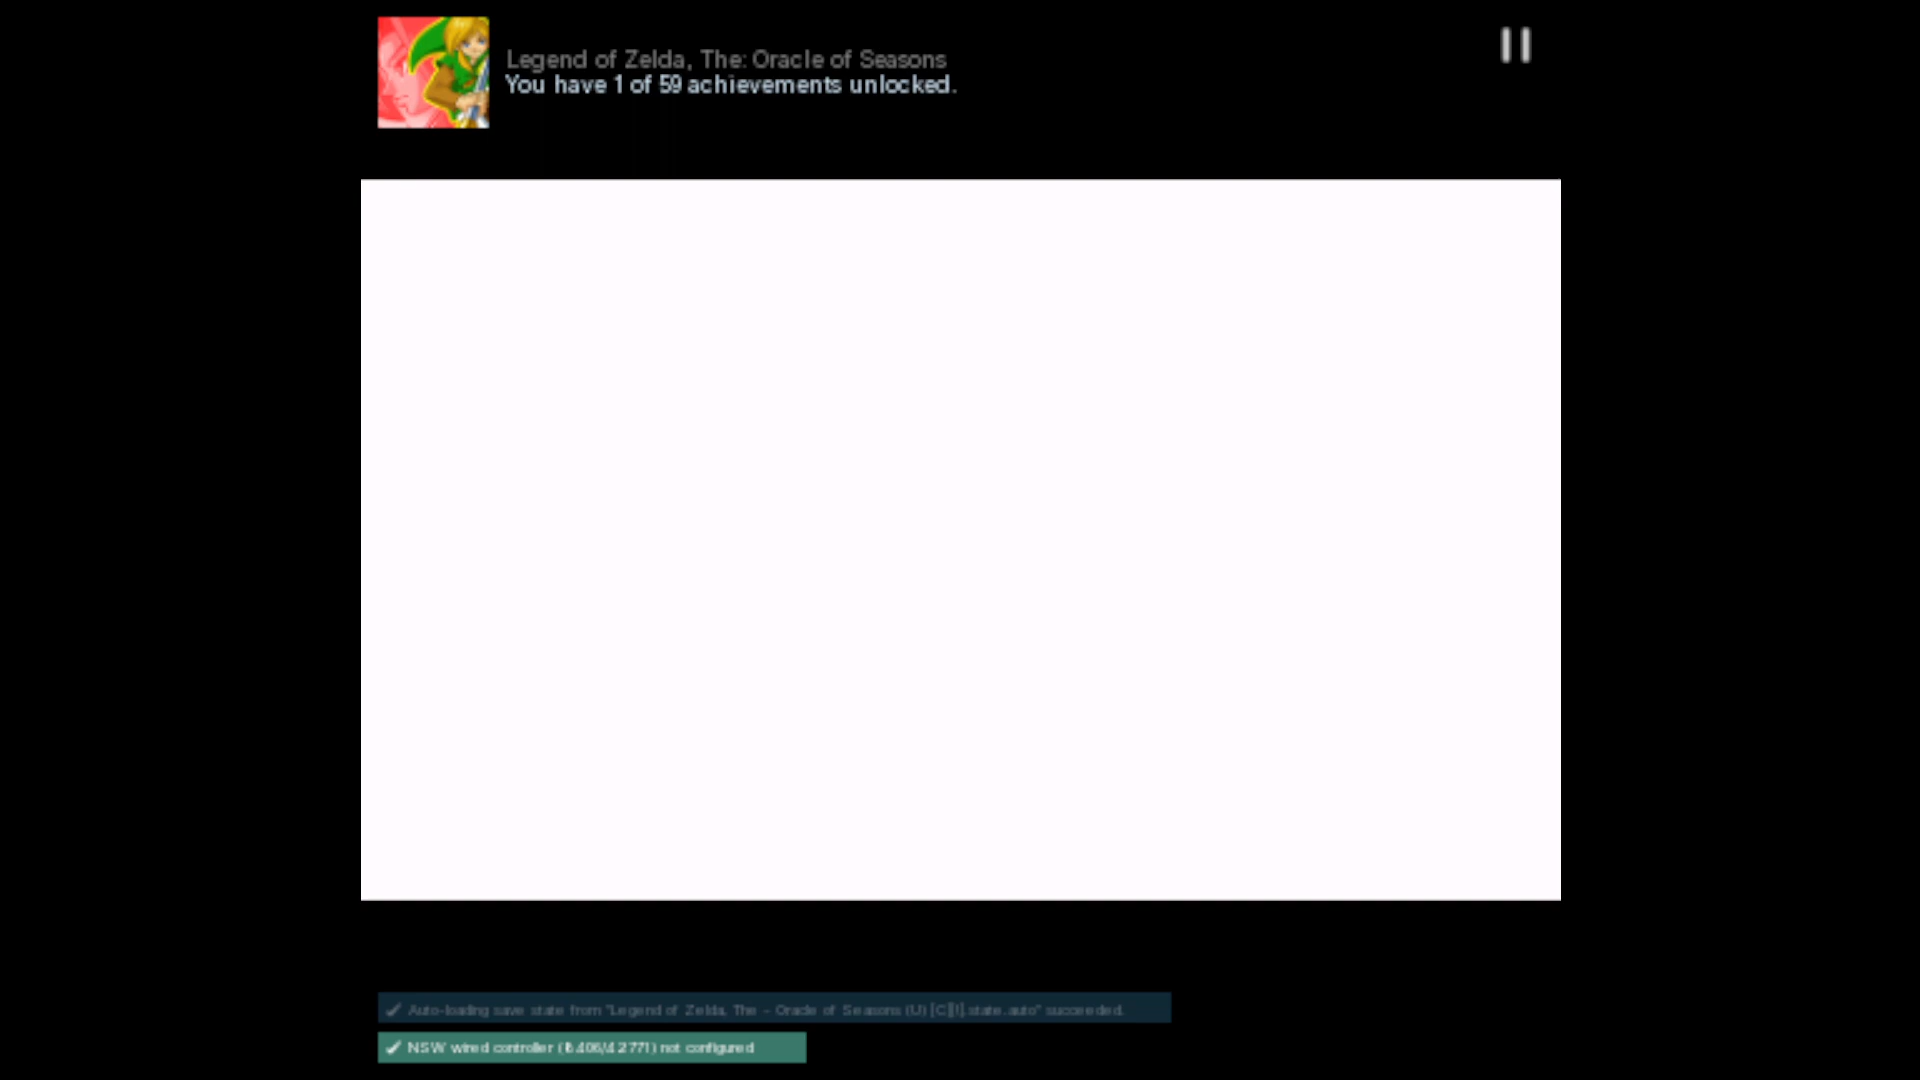 Legend of Zelda, The: Oracle of Seasons
You have 1 of 59 achievements unlocked.
Auto-loading save state from "Legend of Zelda, The - Oracle of Seasons (U) [C][!].state.auto" succeeded.
NSW wired controller ( not configured